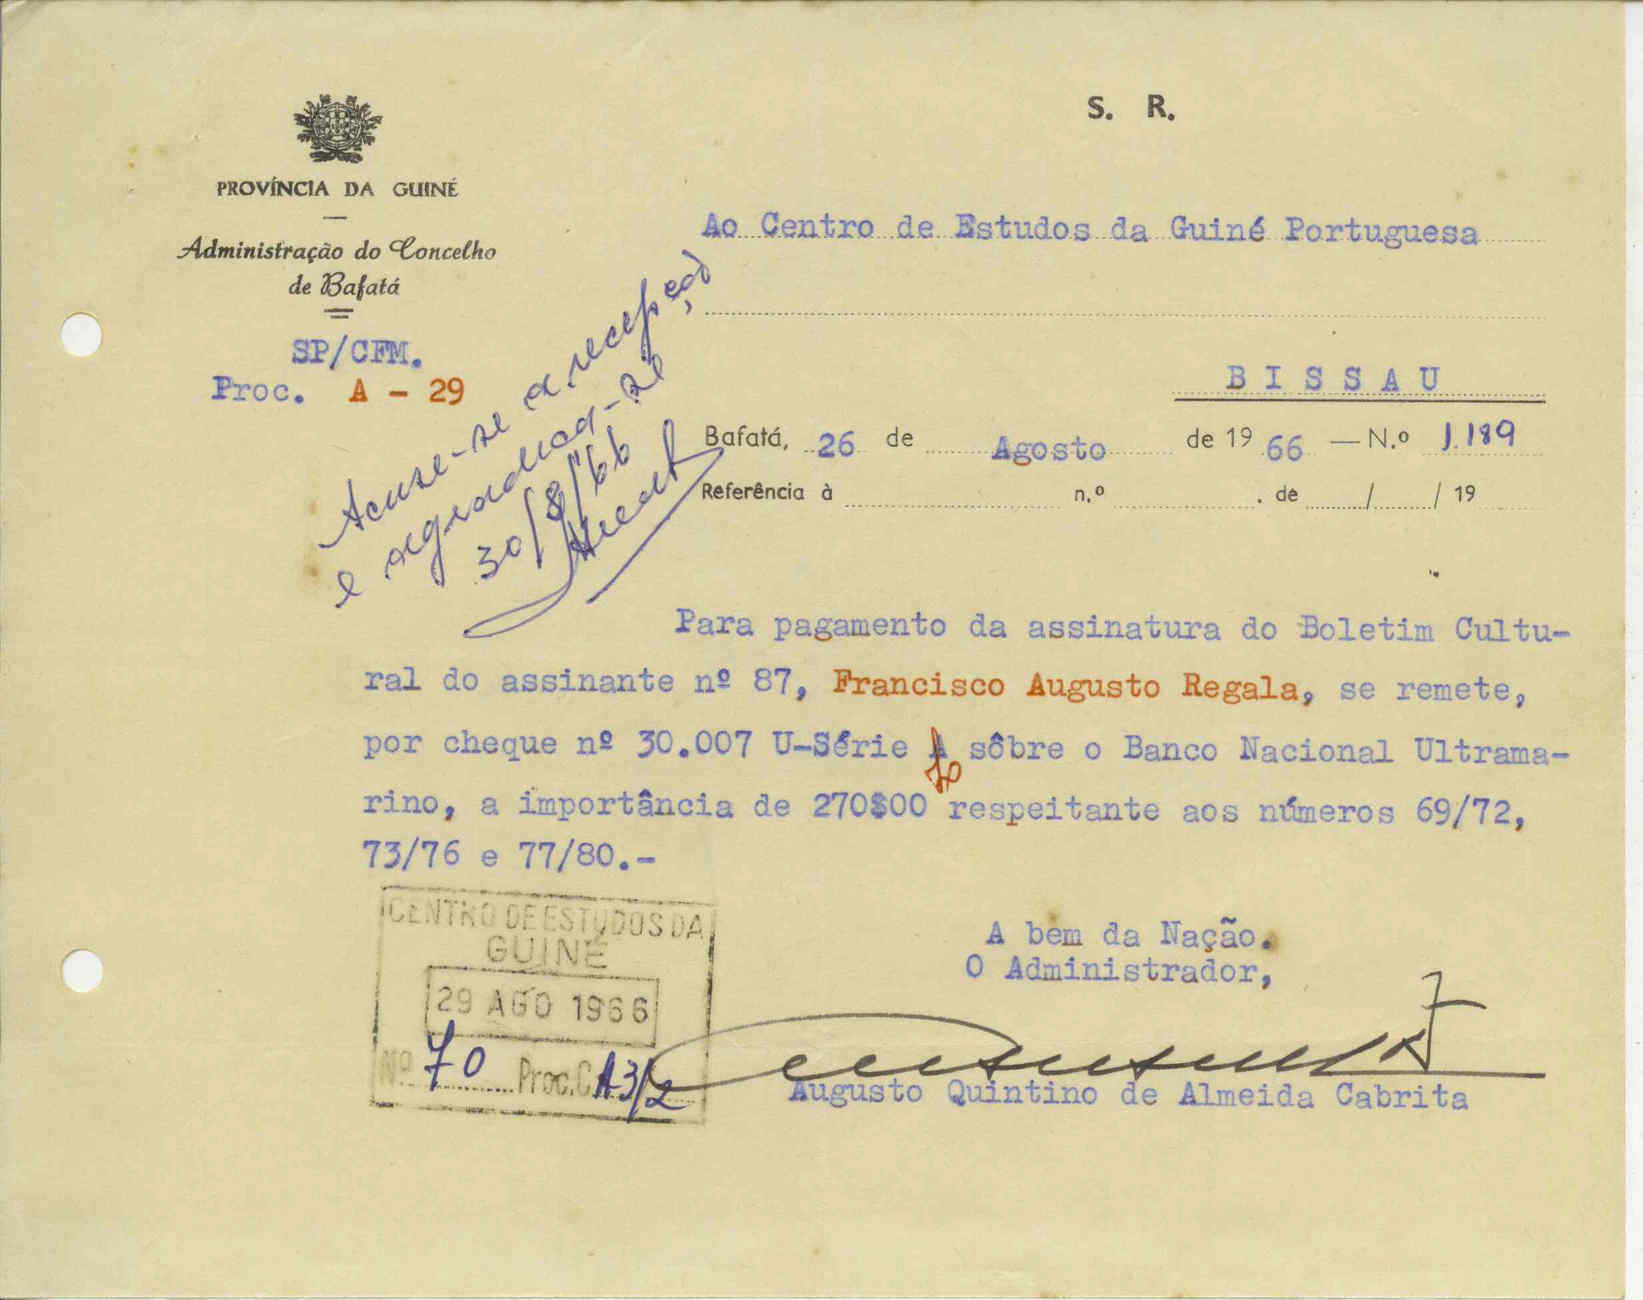 S. R.
PROVÍNCIA DA GUINÉ
Administração do Concelho
de Bafatá
SP/CFM.
Proc. A - 29
Ao Centro de Estudos da Guiné Portuguesa
BISSAU
Bafatá, 26 de Agosto de 1966 — N.º 1.189
Referência à n.º . de / / 19
Acuse-se a recepção
e agradeça-se
30/8/66
Para pagamento da assinatura do Boletim Cultu-
ral do assinante nº 87, Francisco Augusto Regala, se remete,
por cheque nº 30.007 U-Série A sôbre o Banco Nacional Ultrama-
rino, a importância de 270$00 respeitante aos números 69/72,
73/76 e 77/80.-
A bem da Nação.
O Administrador,
Augusto Quintino de Almeida Cabrita
CENTRO DE ESTUDOS DA
GUINÉ
29 AGO 1966
Nº 70 Proc. C A3/2